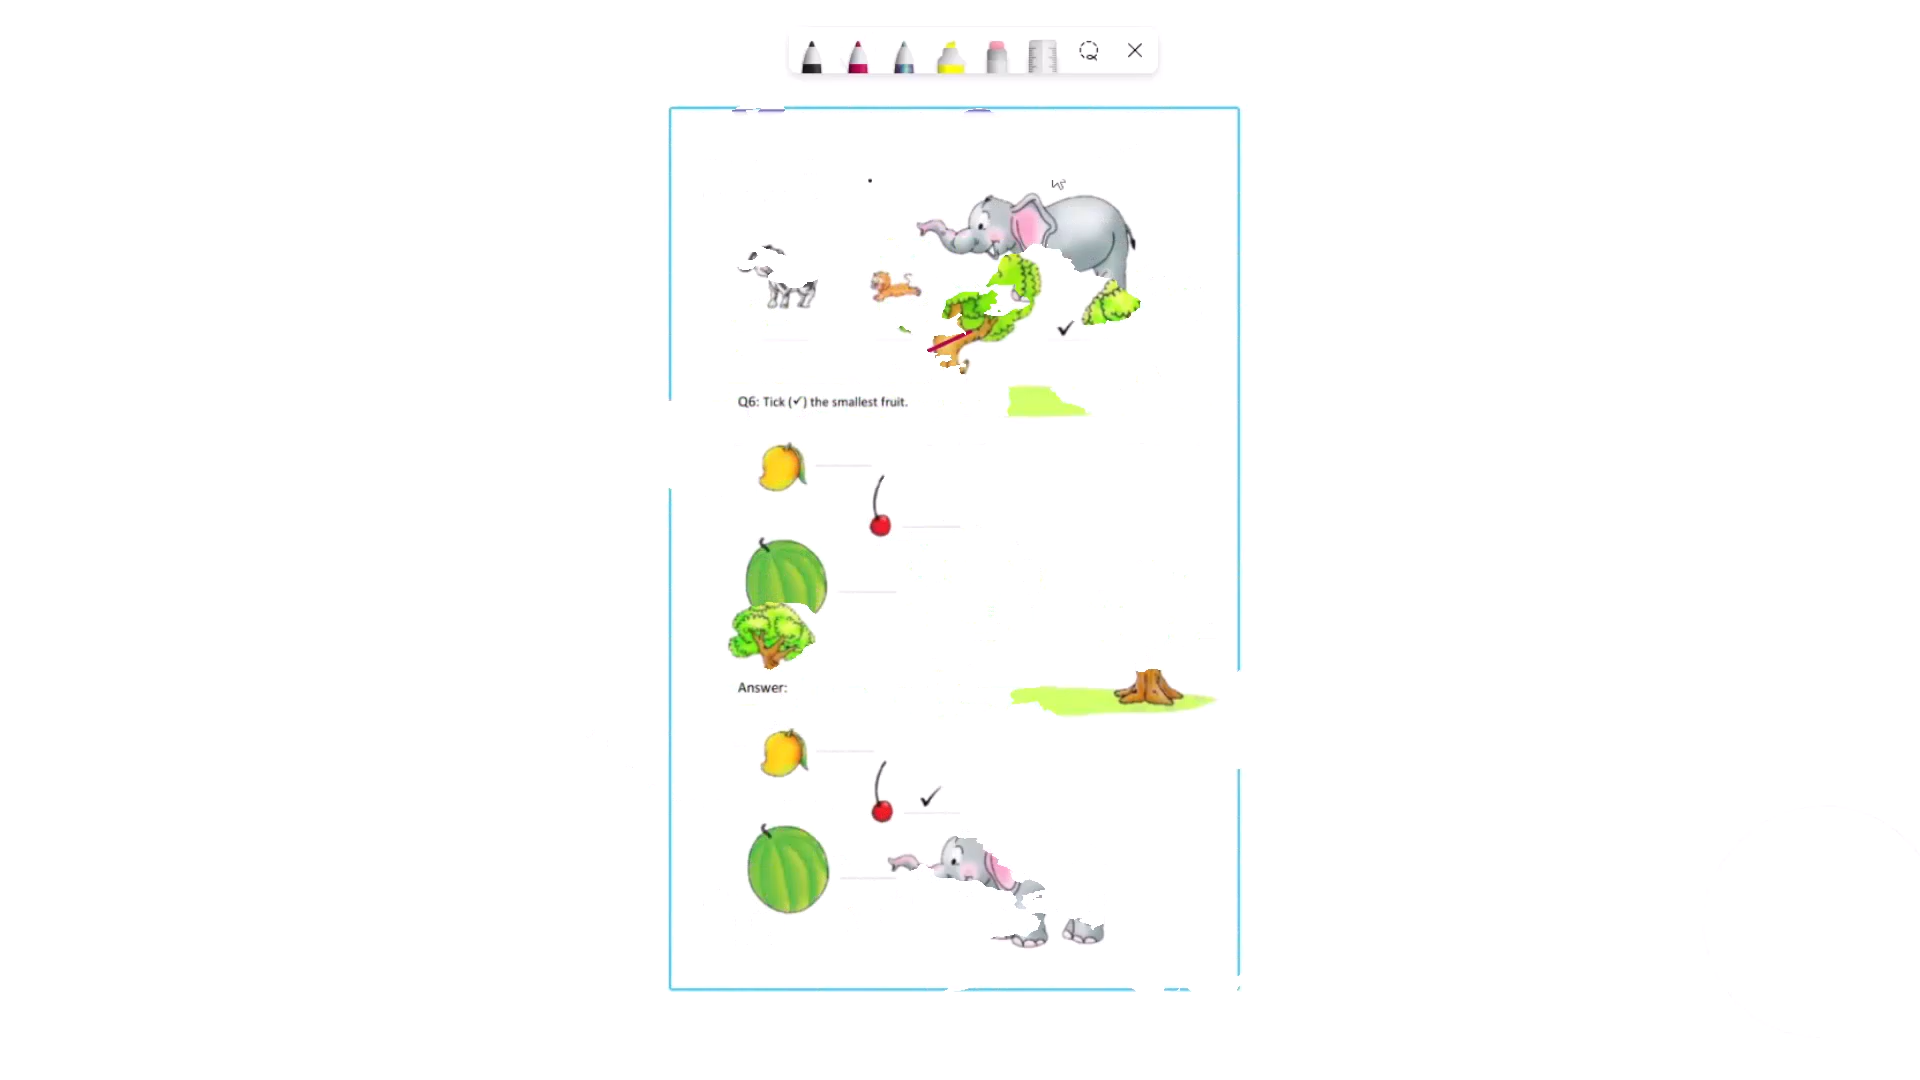 Q6: Tick (✓) the smallest fruit.
Answer: